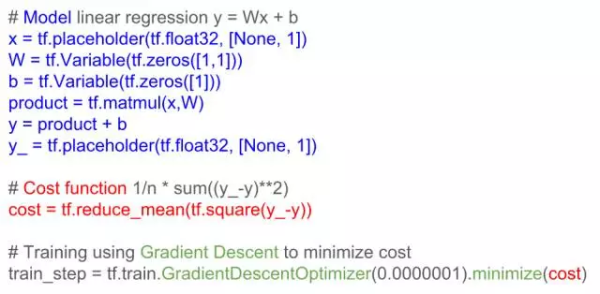 # Model linear regression y = Wx + b
x = tf.placeholder(tf.float32, [None, 1])
W = tf.Variable(tf.zeros([1,1]))
b = tf.Variable(tf.zeros([1]))
product = tf.matmul(x,W)
y = product + b
y_ = tf.placeholder(tf.float32, [None, 1])
# Cost function 1/n * sum((y_-y)**2)
cost = tf.reduce_mean(tf.square(y_-y))
# Training using Gradient Descent to minimize cost
train_step = tf.train.GradientDescentOptimizer(0.0000001).minimize(cost)